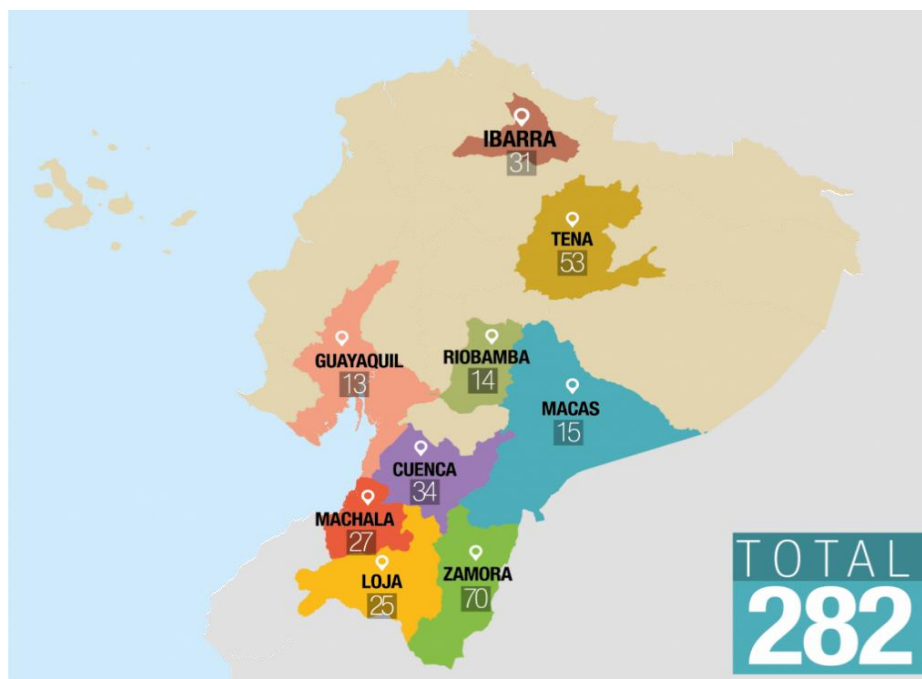 IBARRA
31
TENA
53
GUAYAQUIL
13
RIOBAMBA
14
MACAS
15
CUENCA
34
MACHALA
27
LOJA
25
ZAMORA
70
TOTAL
282